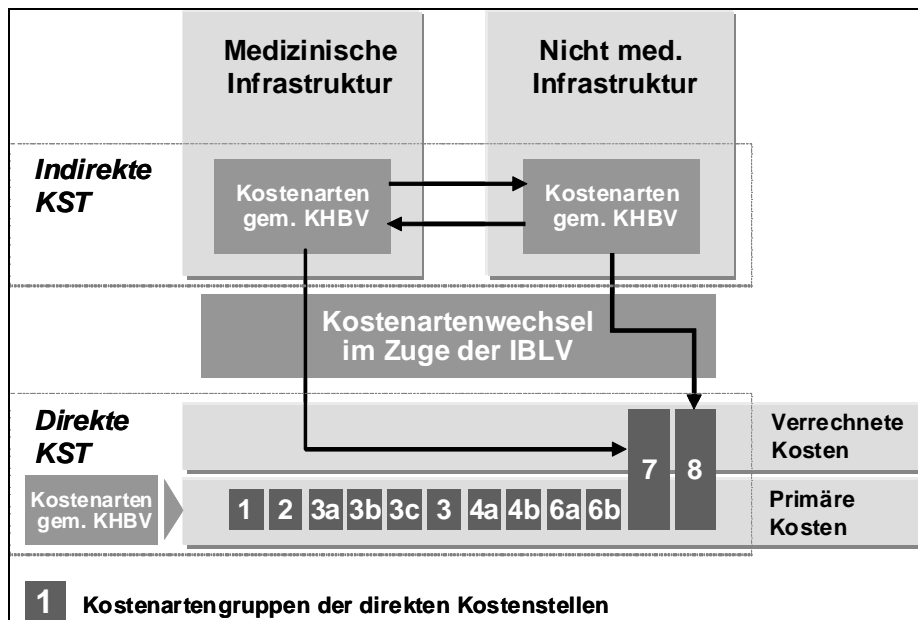 Medizinische
Infrastruktur
Nicht med.
Infrastruktur
Indirekte
KST
Kostenarten
gem. KHBV
Kostenarten
gem. KHBV
Kostenartenwechsel
im Zuge der IBLV
Direkte
KST
7
8
Verrechnete
Kosten
Kostenarten
gem. KHBV
1 2 3a 3b 3c 3 4a 4b 6a 6b
Primäre
Kosten
1 Kostenartengruppen der direkten Kostenstellen